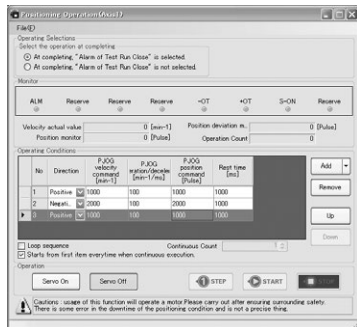 Positioning Operation(Axis1)
File(F)
Operating Selections
Select the operation at completing
At completing, "Alarm of Test Run Close" is selected.
At completing, "Alarm of Test Run Close" is not selected.
Monitor
ALM Reserve Reserve Reserve -OT +OT S-ON Reserve
Velocity actual value 0 [min-1] Position deviation m.. 0 [Pulse]
Position monitor 0 [Pulse] Operation Count 0
Operating Conditions
No Direction PJOG velocity command [min-1] PJOG [min-1/ms] PJOG position command [Pulse] Rest time [ms]
1 Positive 1000 100 1000 1000
2 Negati.. 2000 100 2000 1000
3 Positive 1000 100 1000 1000
Add
Remove
Up
Down
Loop sequence Continuous Count 1
Starts from first item everytime when continuous execution.
Operation
Servo On Servo Off STEP START
Cautions : usage of this function will operate a motor.Please carry out after ensuring surrounding safety.
There is some error in the downtime of the positioning condition and is not a precise thing.